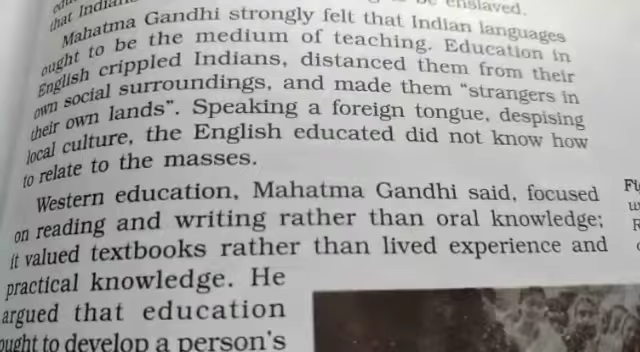 enslaved.
that Indian
Mahatma Gandhi strongly felt that Indian languages
ought to be the medium of teaching. Education in
English crippled Indians, distanced them from their
own social surroundings, and made them “strangers in
their own lands”. Speaking a foreign tongue, despising
local culture, the English educated did not know how
to relate to the masses.
Western education, Mahatma Gandhi said, focused
on reading and writing rather than oral knowledge;
it valued textbooks rather than lived experience and
practical knowledge. He
argued that education
ought to develop a person's